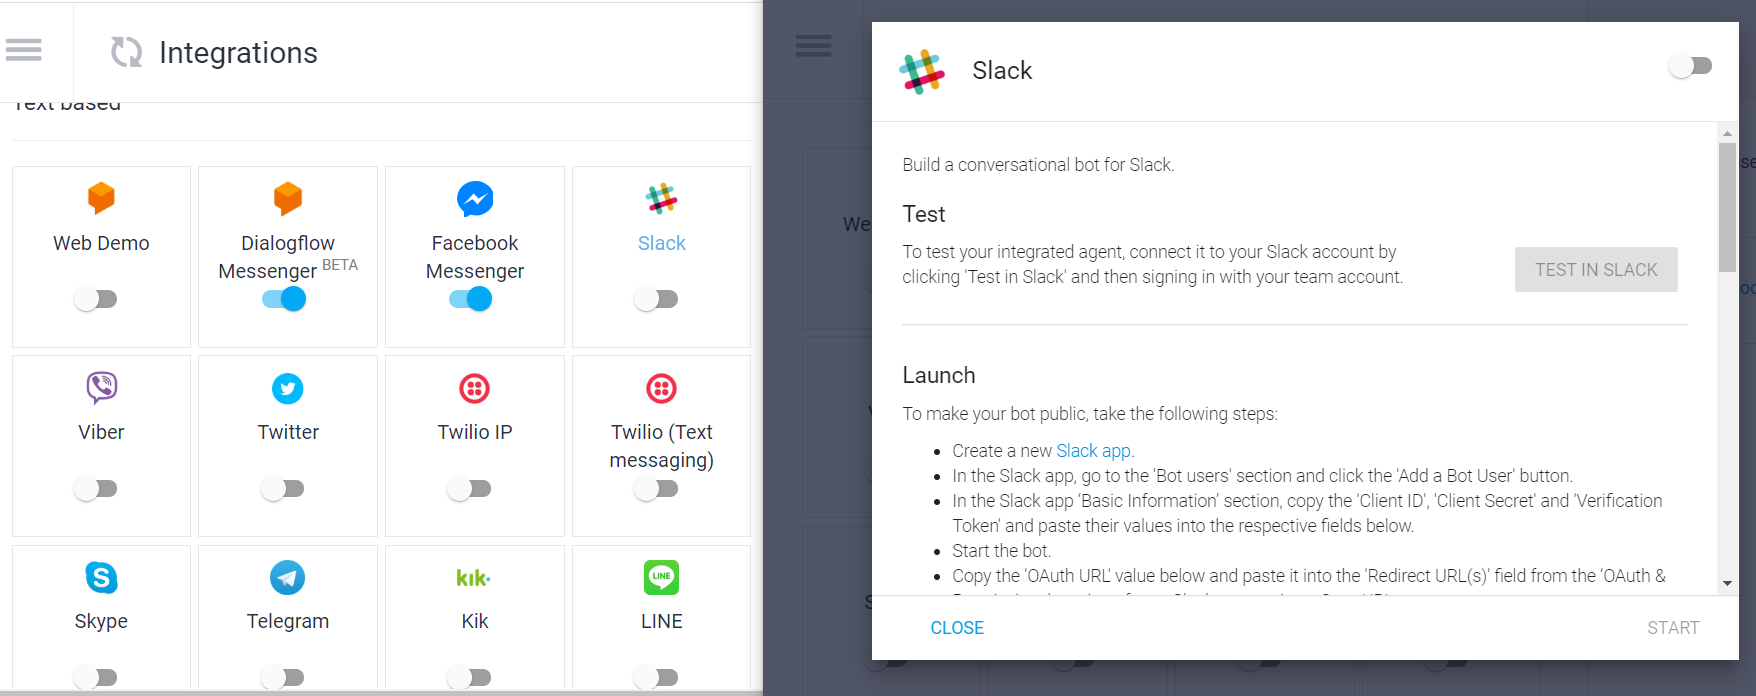 Integrations
Text based
Web Demo
Dialogflow
Messenger BETA
Facebook
Messenger
Slack
Viber
Twitter
Twilio IP
Twilio (Text
messaging)
Skype
Telegram
kik.
Kik
LINE
LINE
Slack
Build a conversational bot for Slack.
Test
To test your integrated agent, connect it to your Slack account by
clicking 'Test in Slack' and then signing in with your team account.
TEST IN SLACK
Launch
To make your bot public, take the following steps:
Create a new Slack app.
In the Slack app, go to the 'Bot users' section and click the 'Add a Bot User' button.
In the Slack app ‘Basic Information’ section, copy the 'Client ID', 'Client Secret' and 'Verification
Token' and paste their values into the respective fields below.
Start the bot.
Copy the 'OAuth URL' value below and paste it into the 'Redirect URL(s)' field from the ‘OAuth &
CLOSE
START